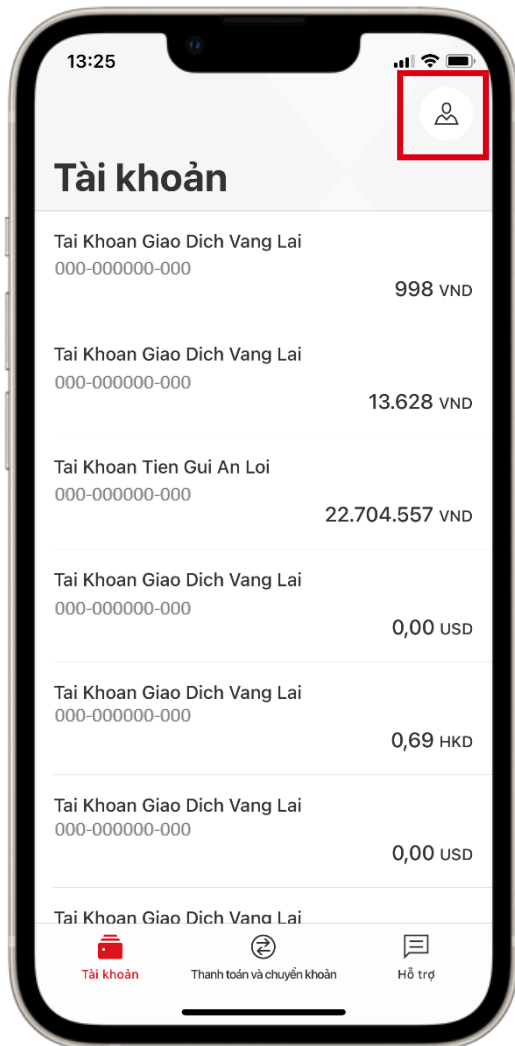 13:25
Tài khoản
Tai Khoan Giao Dich Vang Lai
000-000000-000
998 VND
Tai Khoan Giao Dich Vang Lai
000-000000-000
13.628 VND
Tai Khoan Tien Gui An Loi
000-000000-000
22.704.557 VND
Tai Khoan Giao Dich Vang Lai
000-000000-000
0,00 USD
Tai Khoan Giao Dich Vang Lai
000-000000-000
0,69 HKD
Tai Khoan Giao Dich Vang Lai
000-000000-000
0,00 USD
Tai Khoan Giao Dich Vang Lai
Tài khoản
Thanh toán và chuyển khoản
Hỗ trợ